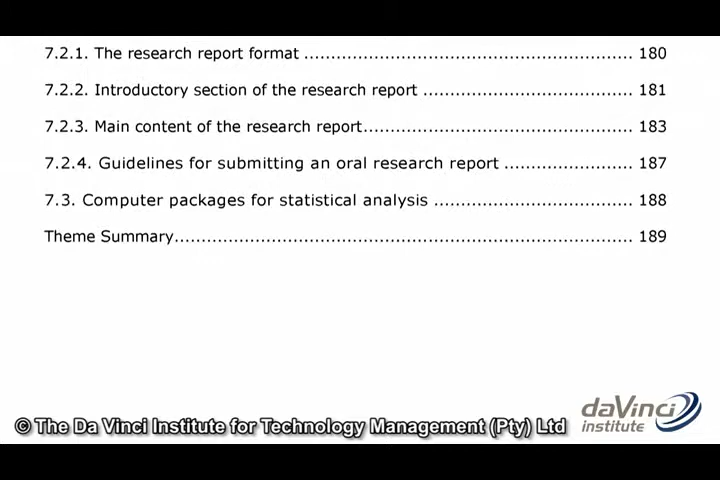 7.2.1. The research report format .............................................................. 180
7.2.2. Introductory section of the research report ....................................... 181
7.2.3. Main content of the research report................................................... 183
7.2.4. Guidelines for submitting an oral research report ........................ 187
7.3. Computer packages for statistical analysis ..................................... 188
Theme Summary...................................................................................... 189
daVinci
institute
© The Da Vinci Institute for Technology Management (Pty) Ltd